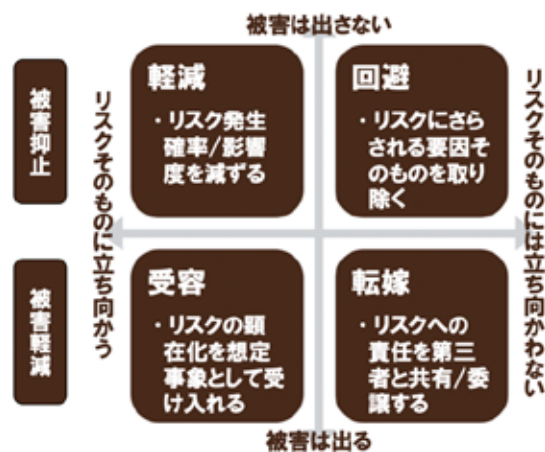 被害は出さない
被害抑止
リスクそのものに立ち向かう
軽減
・リスク発生
確率/影響
度を減ずる
回避
・リスクにさら
される要因そ
のものを取り
除く
リスクそのものには立ち向かわない
被害軽減
受容
・リスクの顕
在化を想定
事象として受
け入れる
転嫁
・リスクへの
責任を第三
者と共有/委
譲する
被害は出る